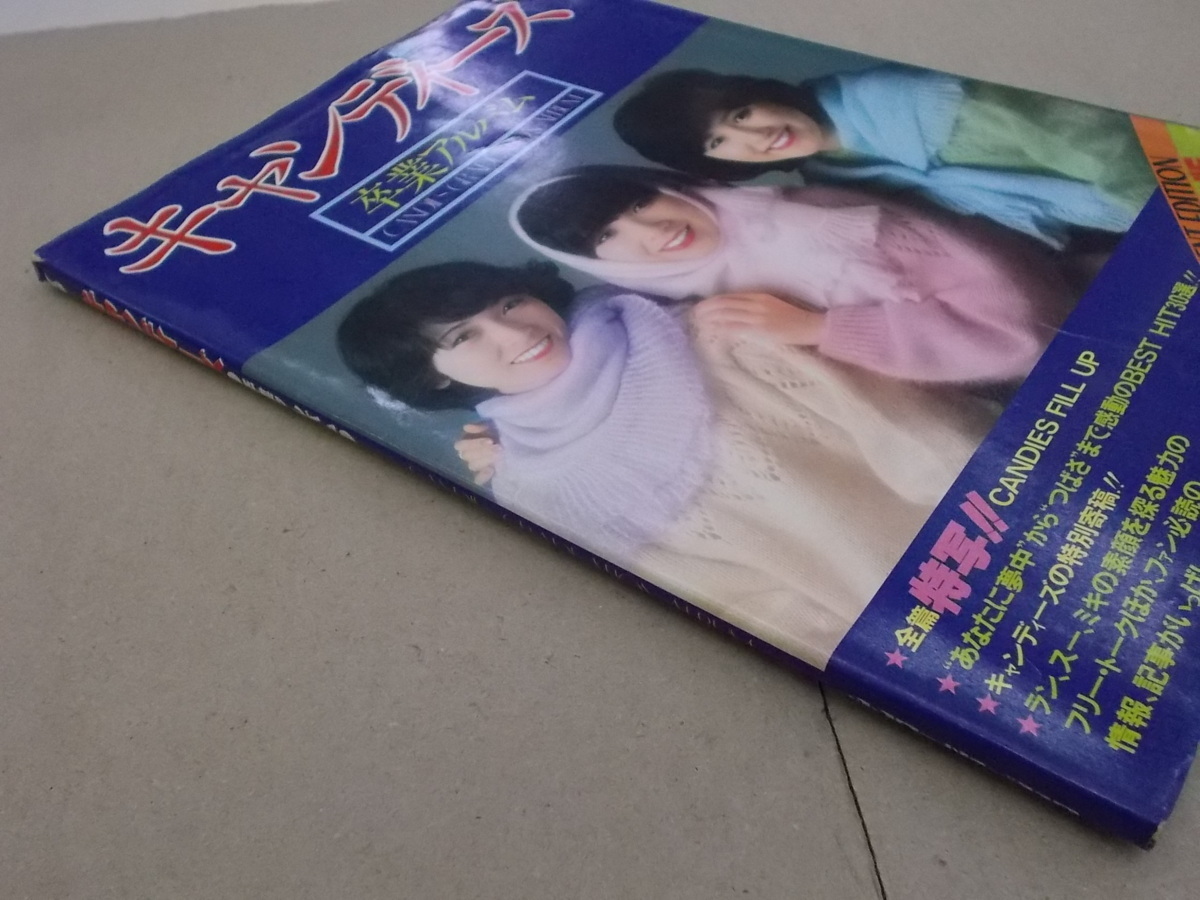 キャンディーズ
卒業アルバム
EDITION
★全篇特写!! CANDIES FILL UP
★“あなたに夢中”から“つばさ”まで感動のBEST HIT30選!!
★キャンディーズの特別寄稿!!
★ラン、スー、ミキの素顔を探る魅力の
フリー・トークほか、ファン必読の
情報、記事がいっぱい